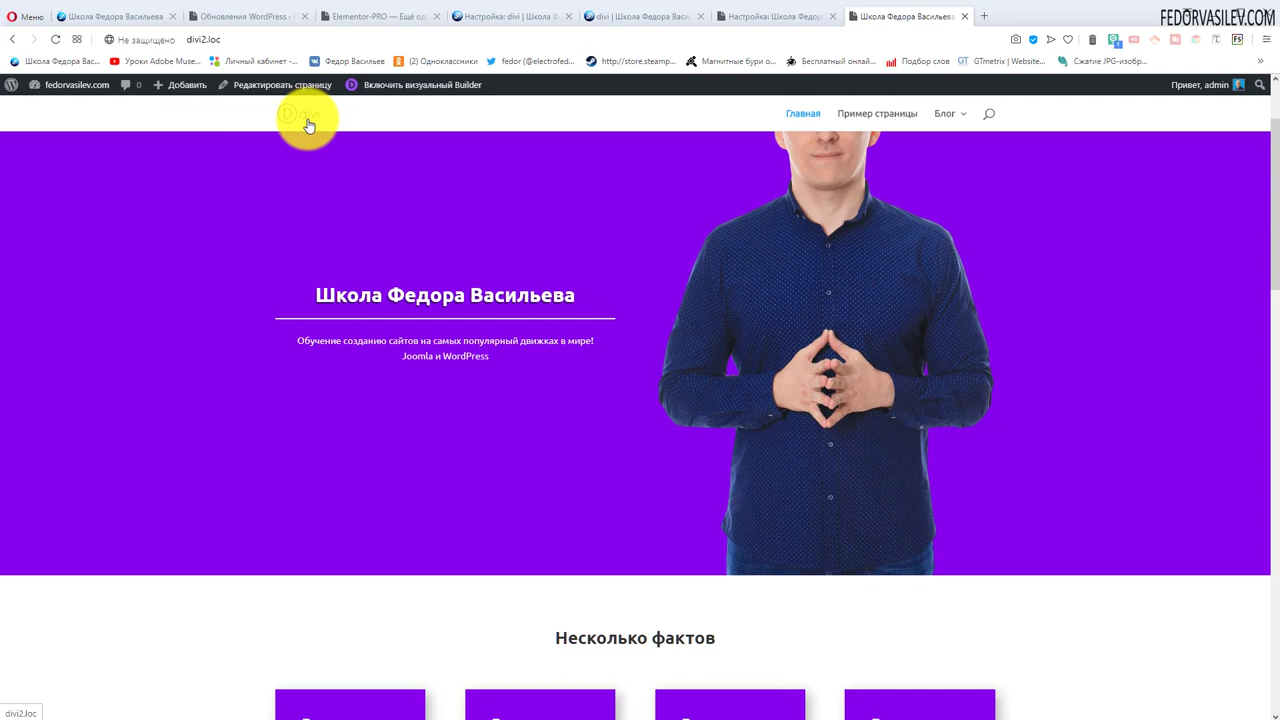 Меню
Школа Федора Васильева
Обновления WordPress -
Elementor-PRO — Ещё од
Настройка: divi | Школа Ф
divi | Школа Федора Васи
Настройка: Школа Федора
Школа Федора Васильева
FEDORVASILEV.COM
Не защищено
divi2.loc
Школа Федора Вас...
Уроки Adobe Muse...
Личный кабинет -...
Федор Васильев
(2) Одноклассники
fedor (@electrofed...
http://store.steamp...
Магнитные бури о...
Бесплатный онлай...
Подбор слов
GTmetrix | Website...
Сжатие JPG-изобр...
fedorvasilev.com
0
Добавить
Редактировать страницу
Включить визуальный Builder
Привет, admin
divi
Главная
Пример страницы
Блог
Школа Федора Васильева
Обучение созданию сайтов на самых популярный движках в мире!
Joomla и WordPress
Несколько фактов
divi2.loc